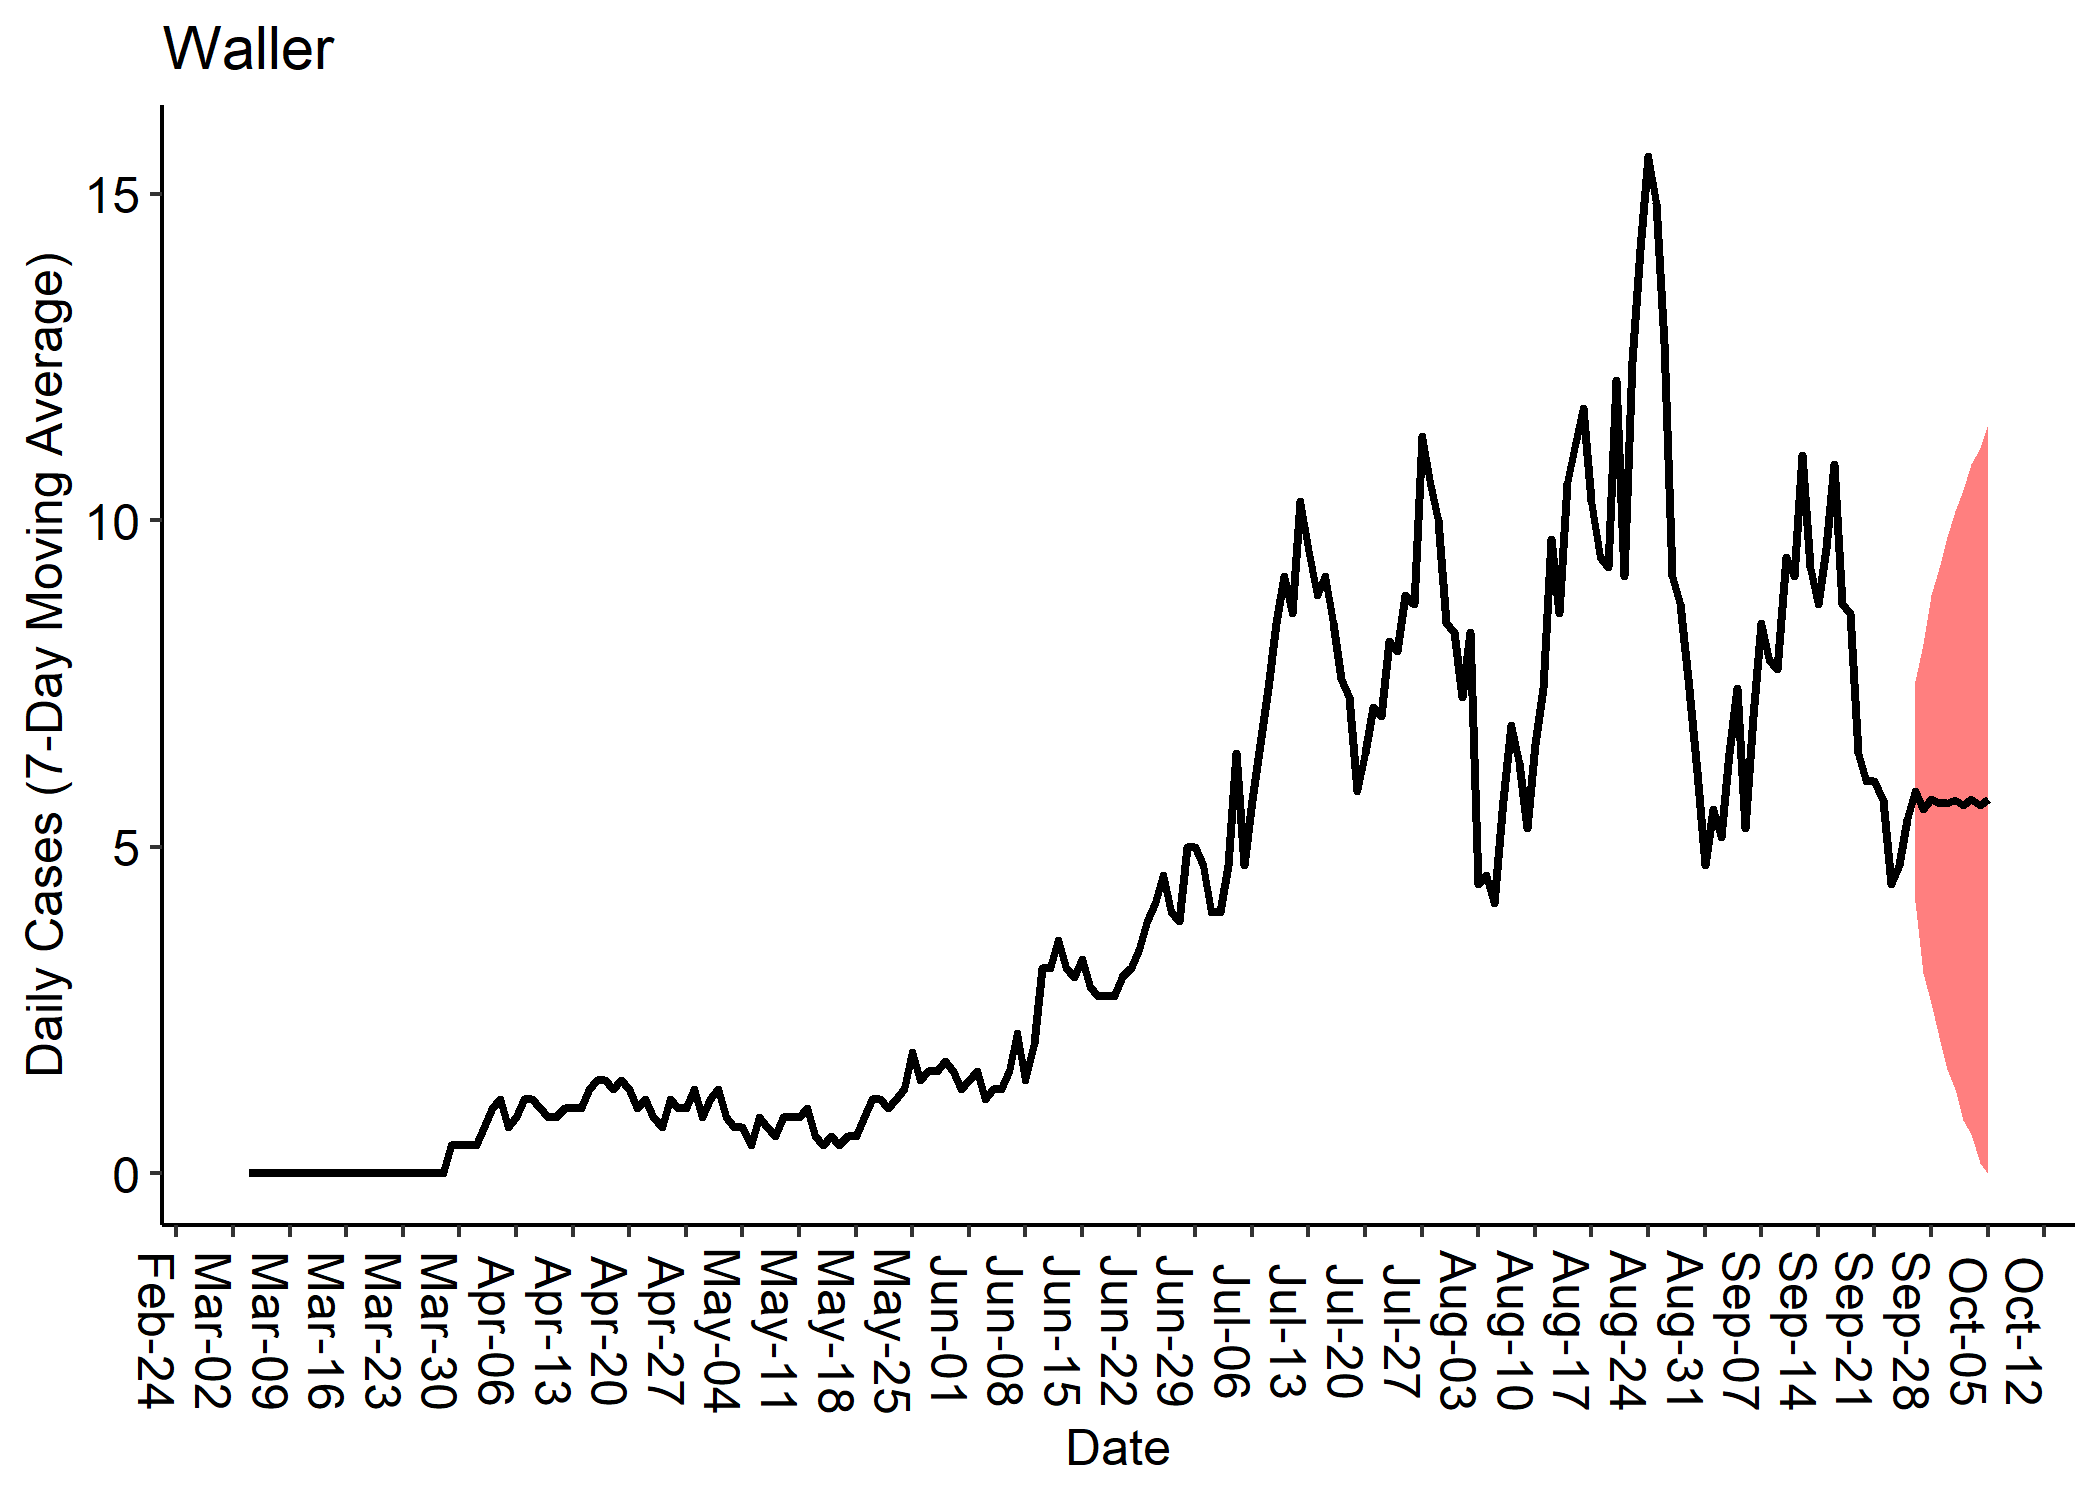 Waller
Daily Cases (7-Day Moving Average)
15
10
5
0
Feb-24
Mar-02
Mar-09
Mar-16
Mar-23
Mar-30
Apr-06
Apr-13
Apr-20
Apr-27
May-04
May-11
May-18
May-25
Jun-01
Jun-08
Jun-15
Jun-22
Jun-29
Jul-06
Jul-13
Jul-20
Jul-27
Aug-03
Aug-10
Aug-17
Aug-24
Aug-31
Sep-07
Sep-14
Sep-21
Sep-28
Oct-05
Oct-12
Date